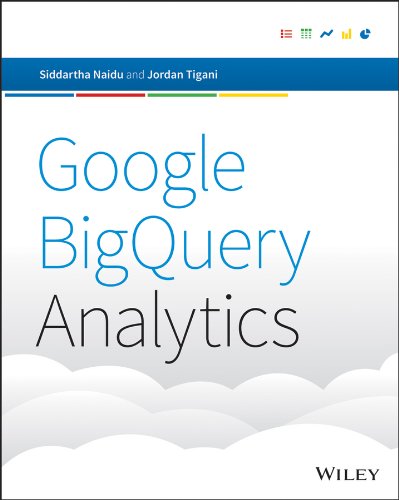 Siddartha Naidu and Jordan Tigani
Google
BigQuery
Analytics
WILEY